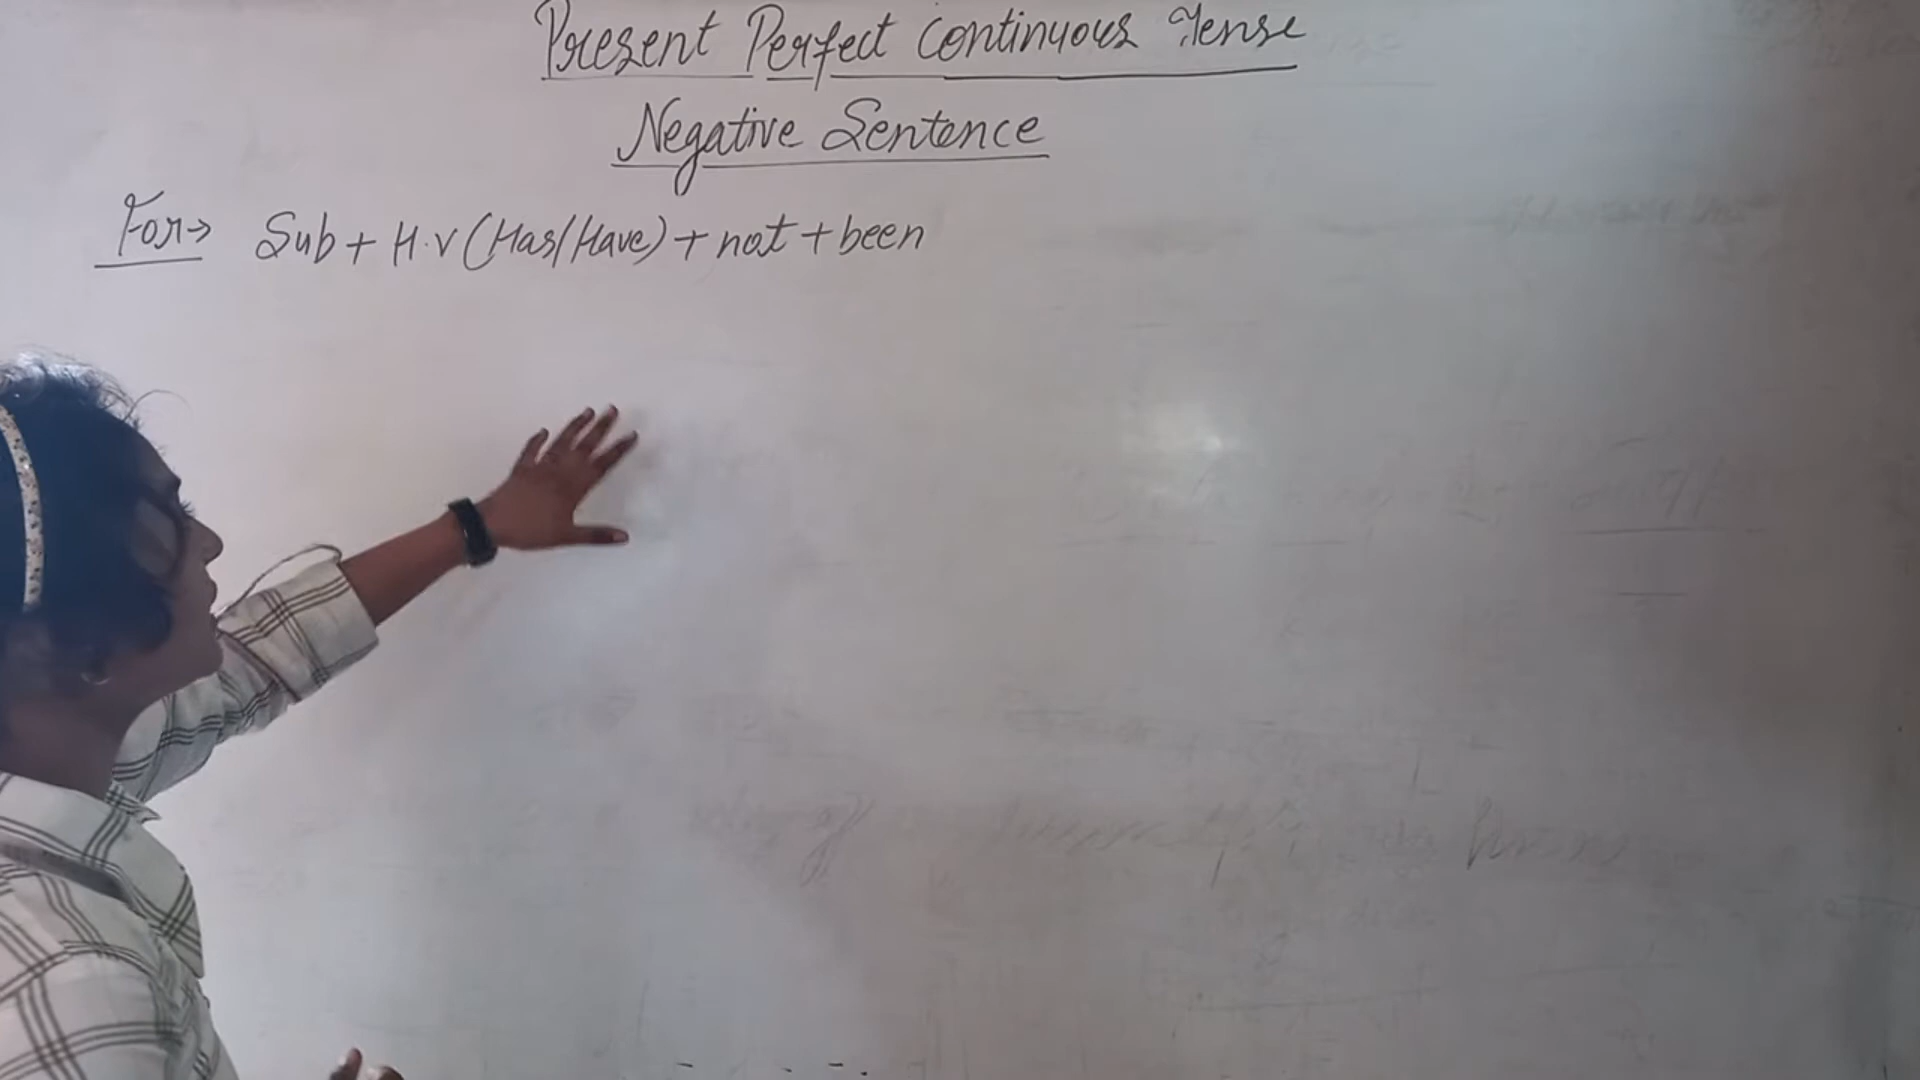 Present Perfect Continuous Tense
Negative Sentence
For→ Sub + H.V (Has/Have) + not + been